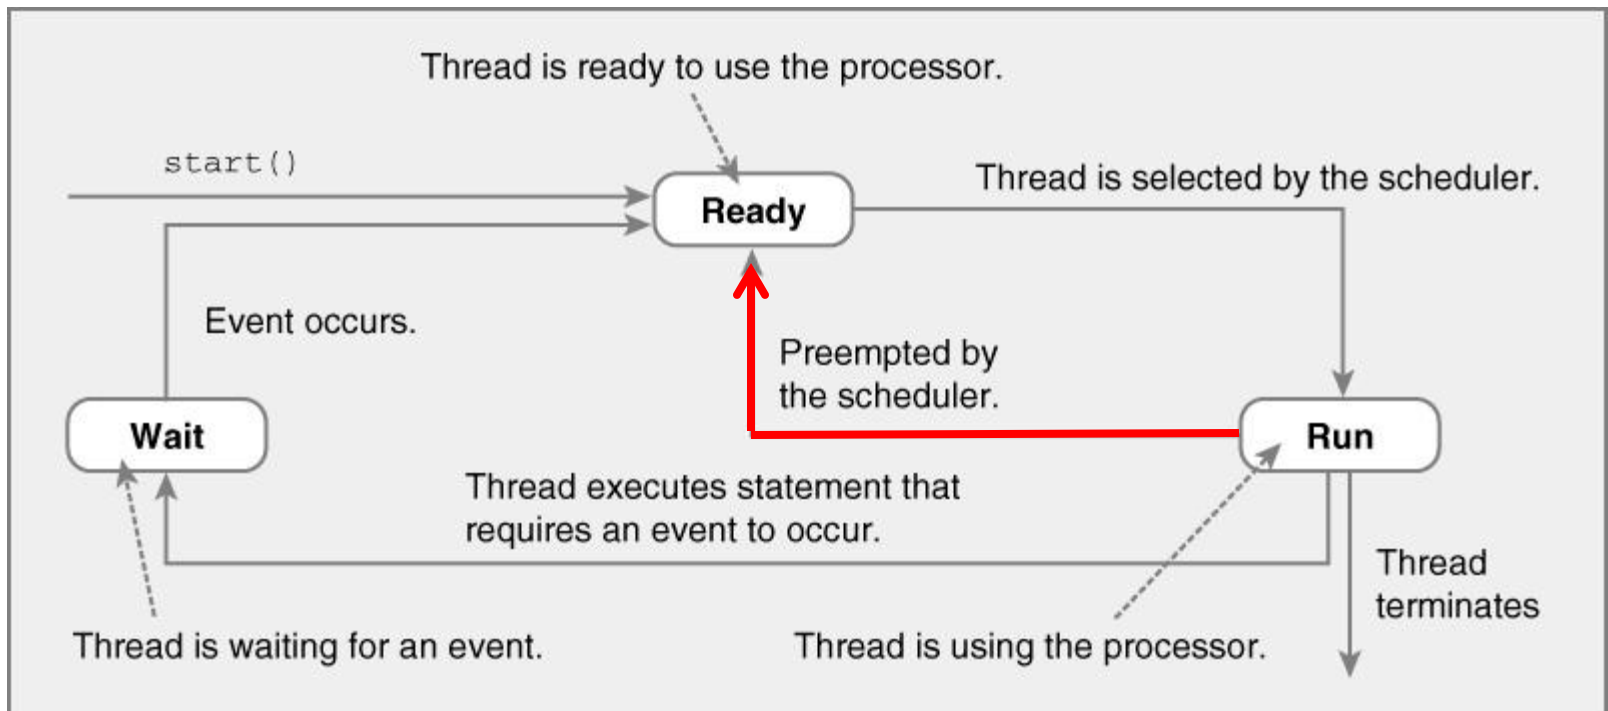 Thread is ready to use the processor.
start()
Thread is selected by the scheduler.
Ready
Event occurs.
Preempted by
the scheduler.
Wait
Run
Thread executes statement that
requires an event to occur.
Thread
terminates
Thread is waiting for an event.
Thread is using the processor.